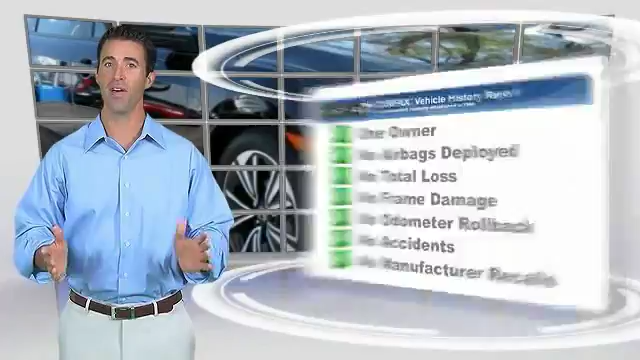 Vehicle History Report
One Owner
No Airbags Deployed
No Total Loss
No Frame Damage
No Odometer Rollback
No Accidents
No Manufacturer Recalls